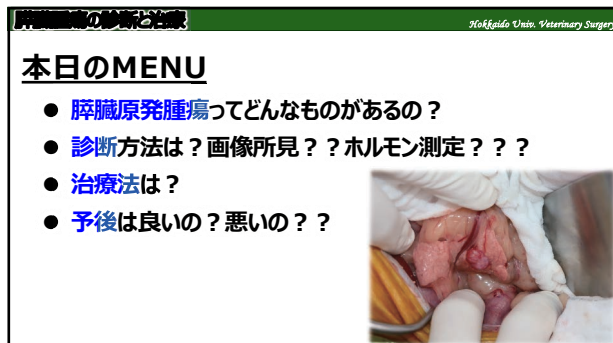 膵臓腫瘍の診断と治療
Hokkaido Univ. Veterinary Surgery
本日のMENU
● 膵臓原発腫瘍ってどんなものがあるの？
● 診断方法は？画像所見？？ホルモン測定？？？
● 治療法は？
● 予後は良いの？悪いの？？